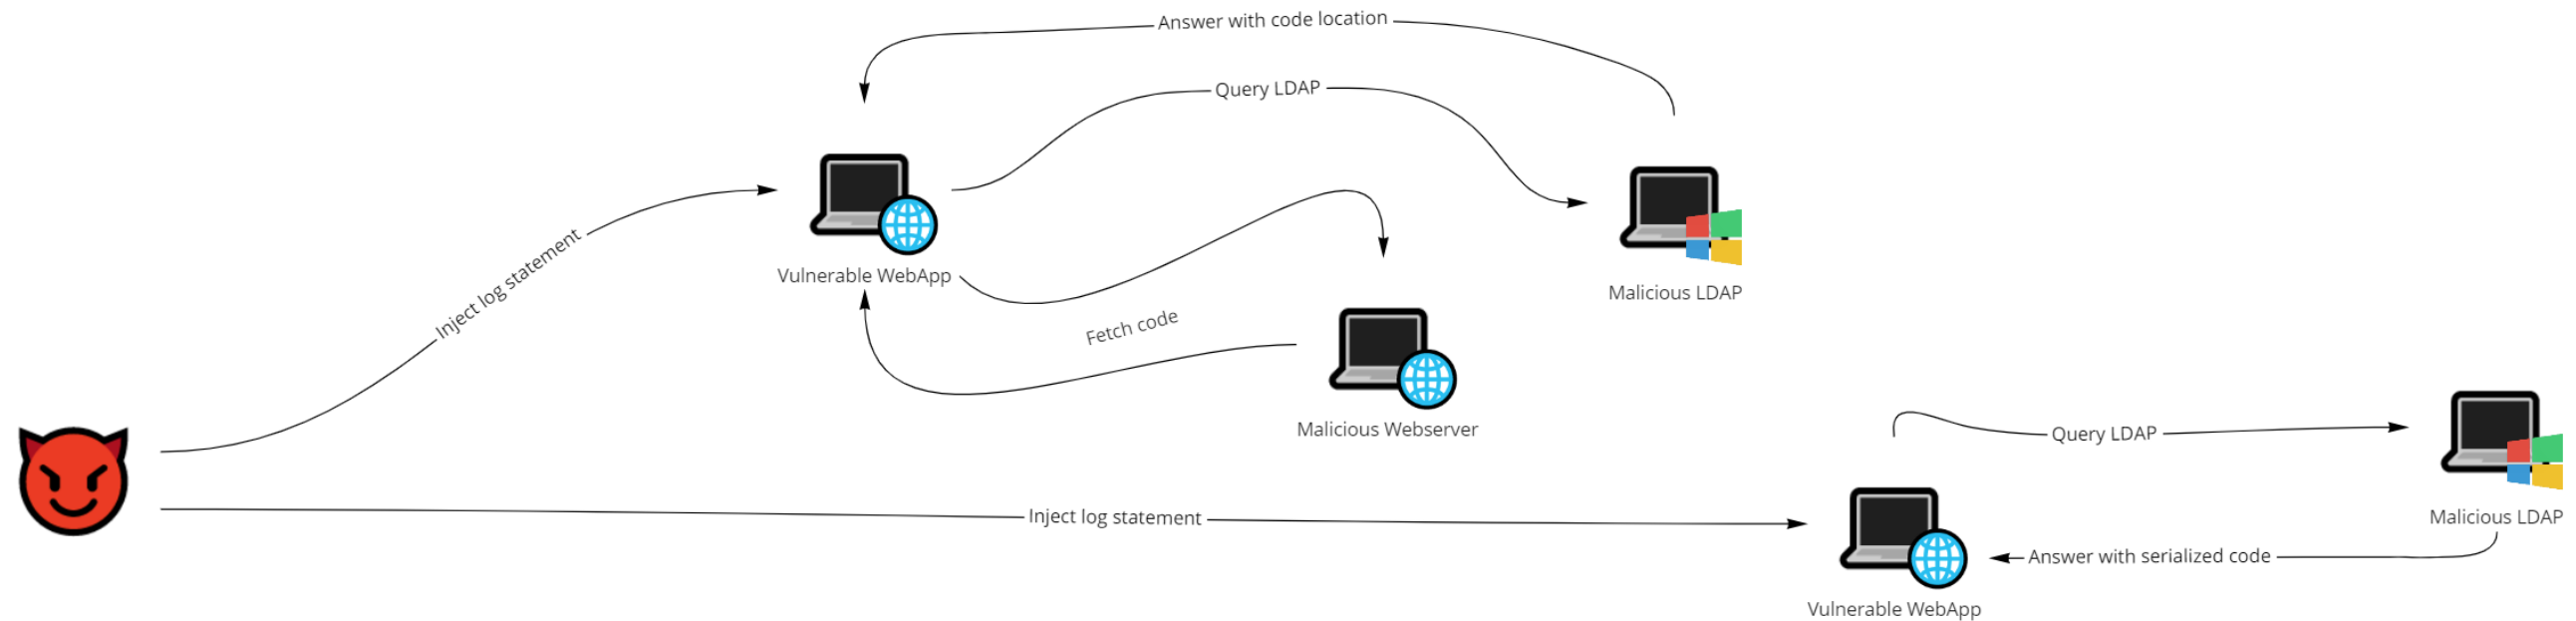 Answer with code location
Query LDAP
Inject log statement
Vulnerable WebApp
Malicious LDAP
Fetch code
Malicious Webserver
Query LDAP
Inject log statement
Malicious LDAP
Answer with serialized code
Vulnerable WebApp